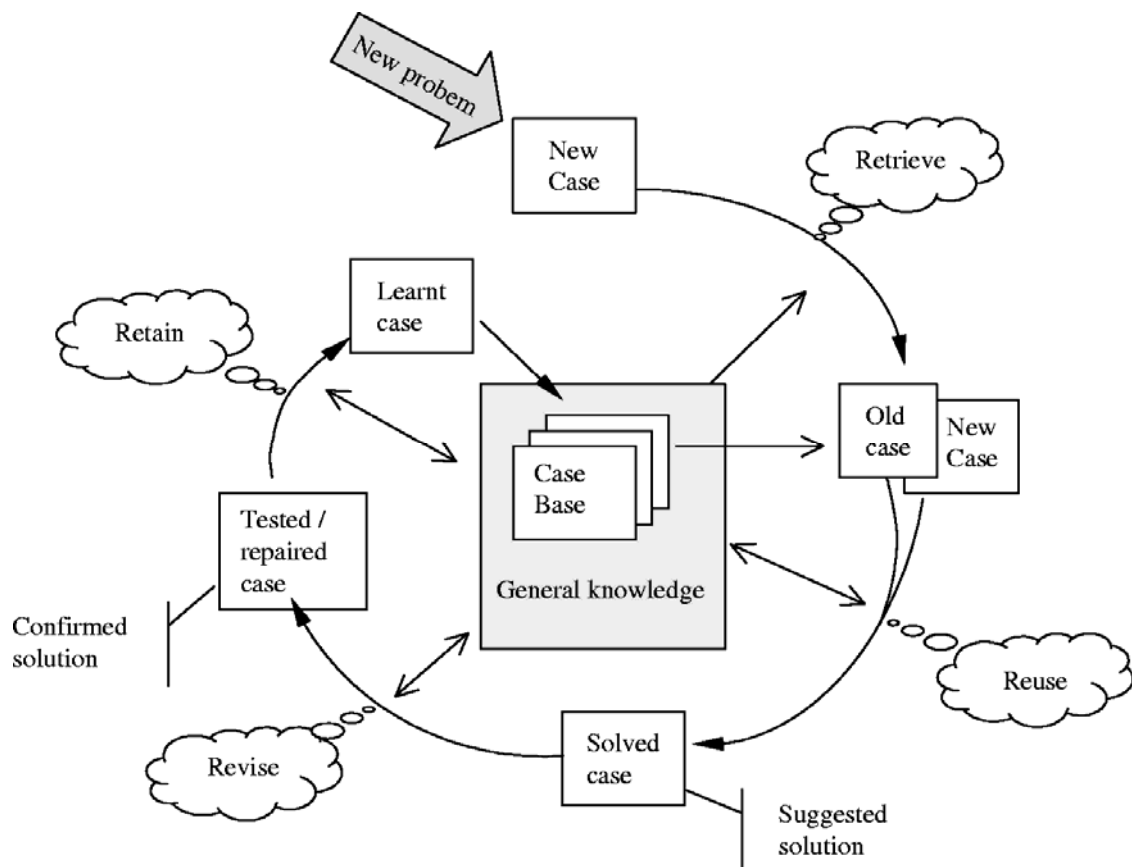 New probem
New
Case
Retrieve
Learnt
case
Retain
Old
case
New
Case
Case
Base
Tested /
repaired
case
General knowledge
Confirmed
solution
Reuse
Solved
case
Revise
Suggested
solution